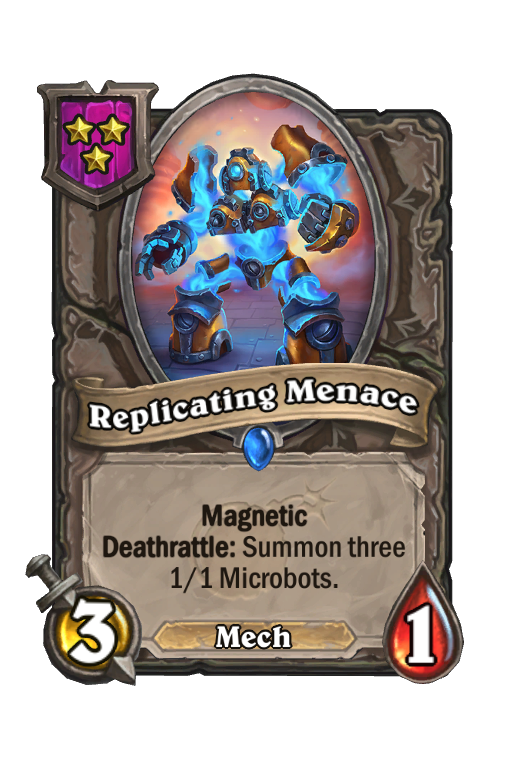 Replicating Menace
Magnetic
Deathrattle: Summon three
1/1 Microbots.
3
Mech
1